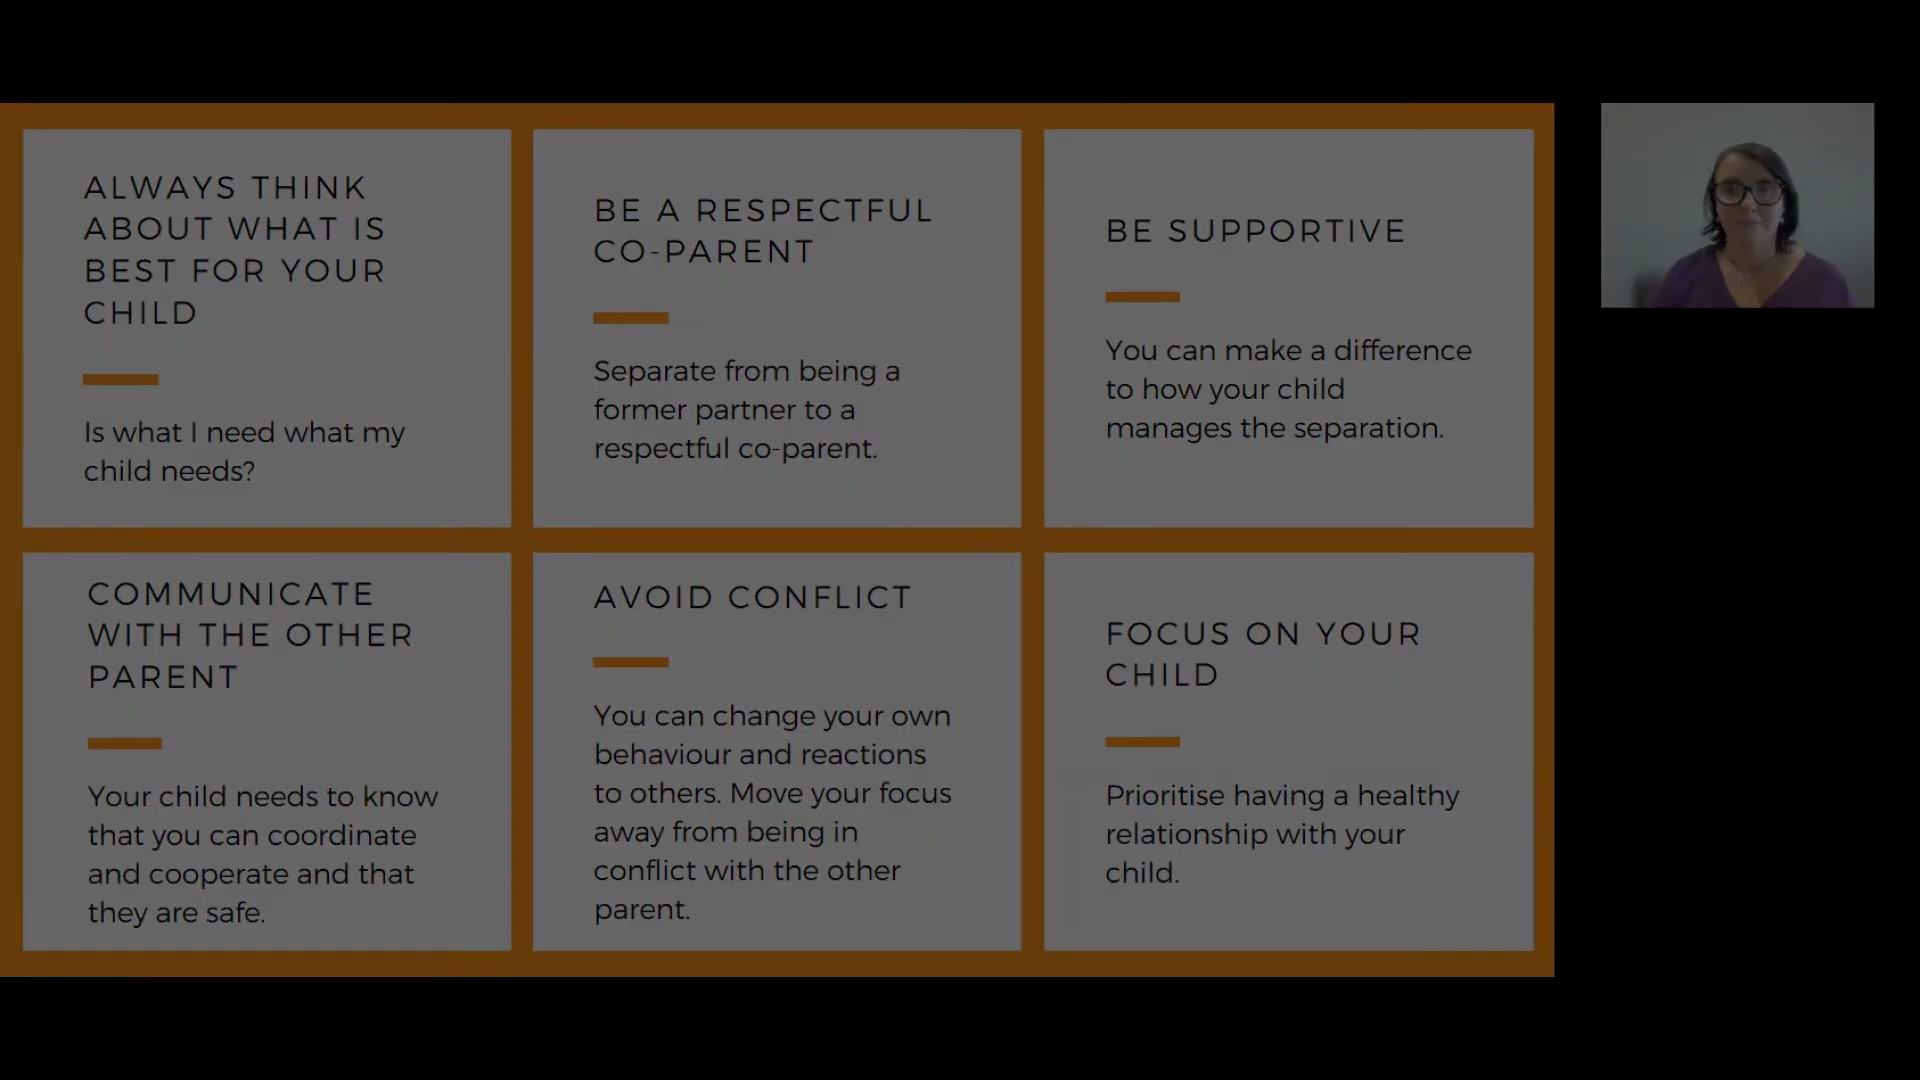 ALWAYS THINK
ABOUT WHAT IS
BEST FOR YOUR
CHILD
Is what I need what my
child needs?
BE A RESPECTFUL
CO-PARENT
Separate from being a
former partner to a
respectful co-parent.
BE SUPPORTIVE
You can make a difference
to how your child
manages the separation.
COMMUNICATE
WITH THE OTHER
PARENT
Your child needs to know
that you can coordinate
and cooperate and that
they are safe.
AVOID CONFLICT
You can change your own
behaviour and reactions
to others. Move your focus
away from being in
conflict with the other
parent.
FOCUS ON YOUR
CHILD
Prioritise having a healthy
relationship with your
child.